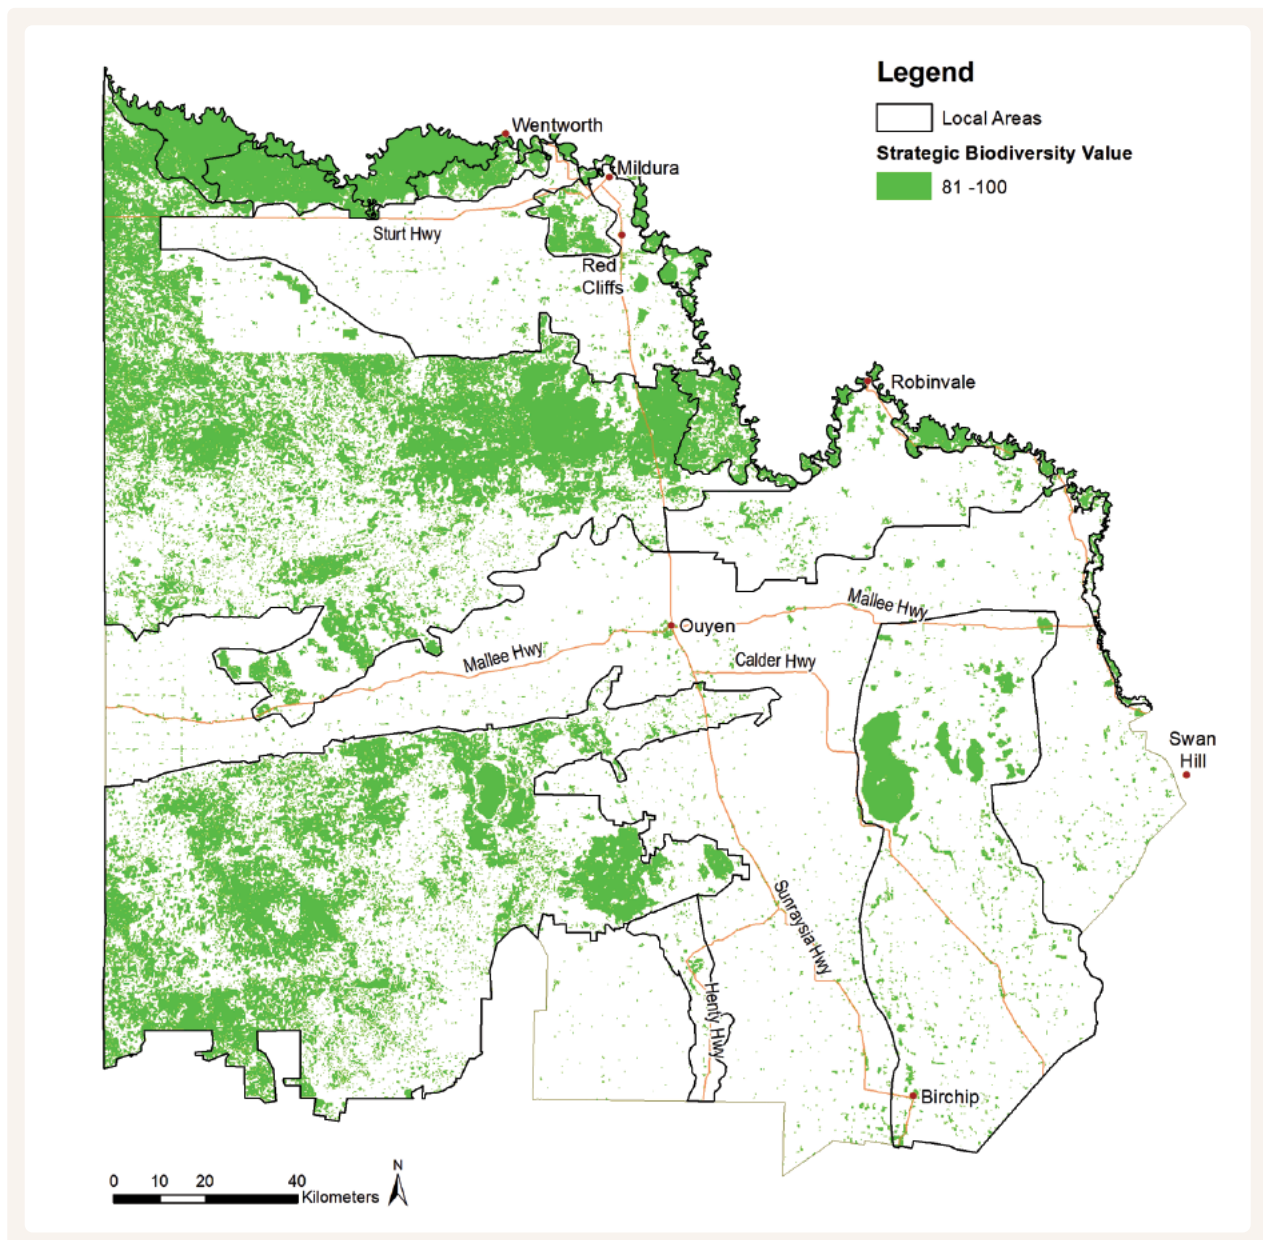 Legend
Local Areas
Strategic Biodiversity Value
81 -100
Wentworth
Mildura
Sturt Hwy
Red
Cliffs
Robinvale
Mallee Hwy
Ouyen
Mallee Hwy
Calder Hwy
Swan
Hill
Sunraysia Hwy
Henty Hwy
Birchip
0 10 20 40
Kilometers
N